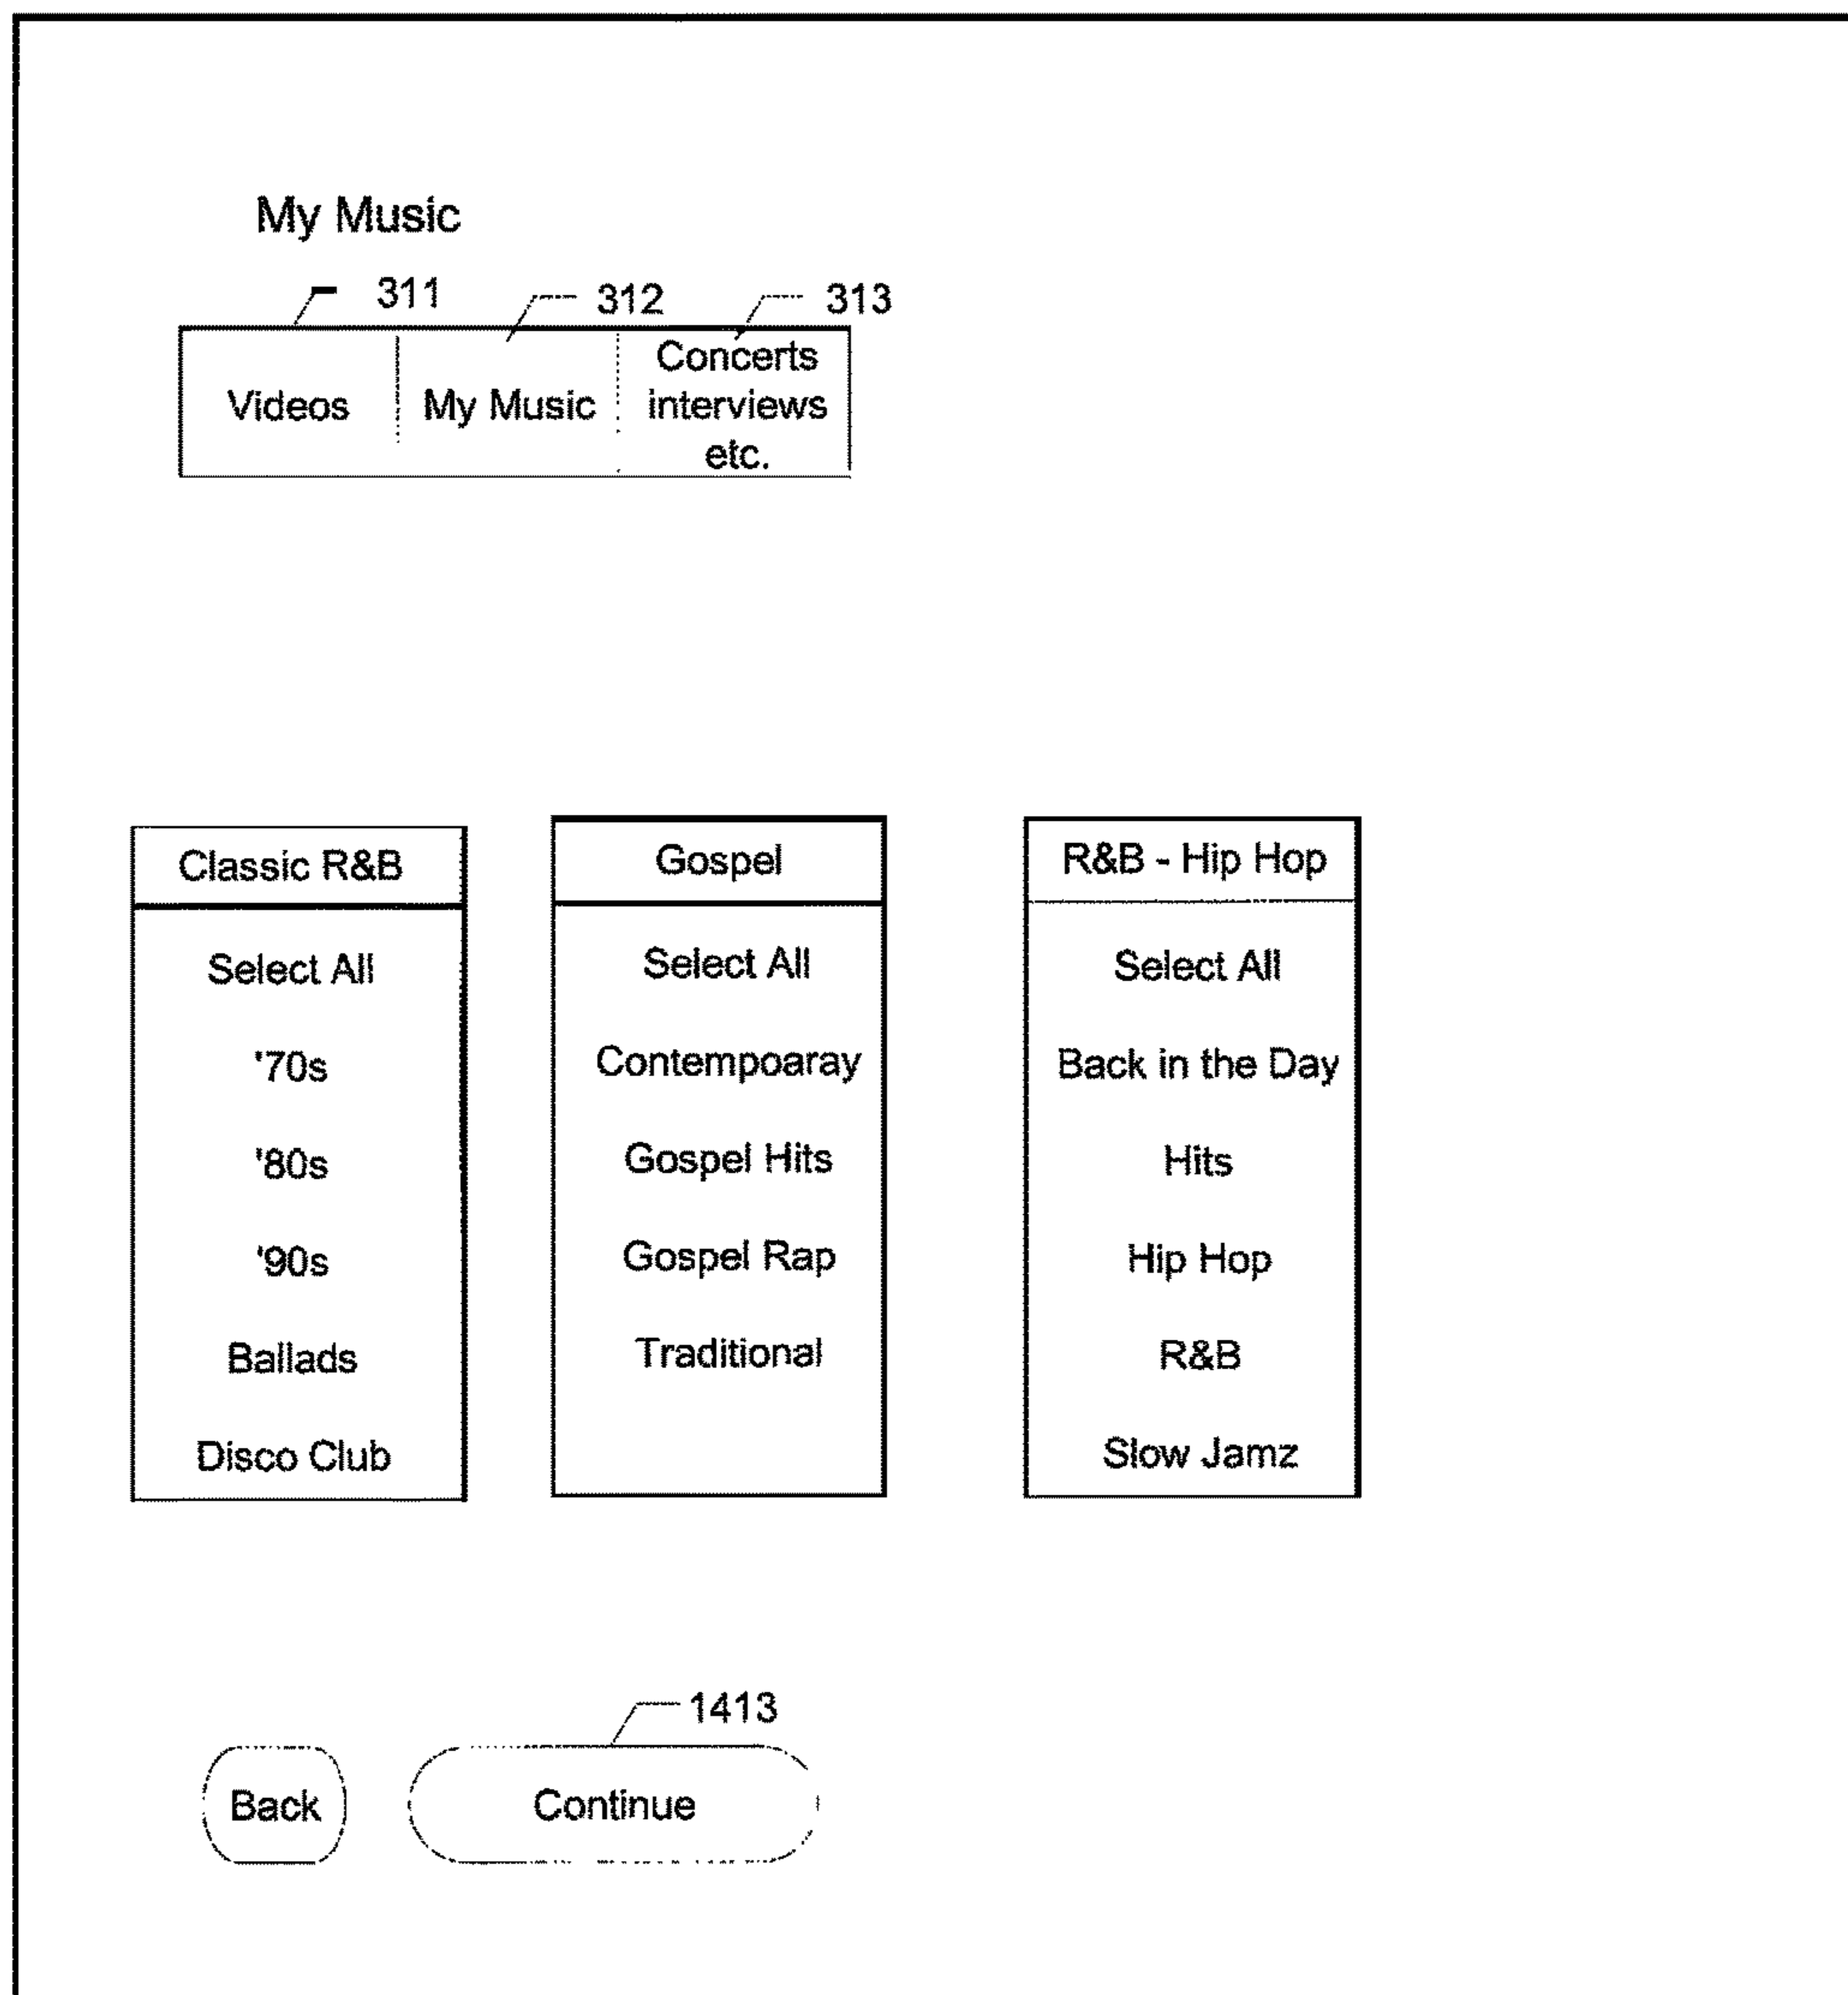 My Music
311 312 313
Videos
My Music
Concerts
interviews
etc.
Classic R&B
Select All
'70s
'80s
'90s
Ballads
Disco Club
Gospel
Select All
Contempoaray
Gospel Hits
Gospel Rap
Traditional
R&B - Hip Hop
Select All
Back in the Day
Hits
Hip Hop
R&B
Slow Jamz
1413
Back
Continue